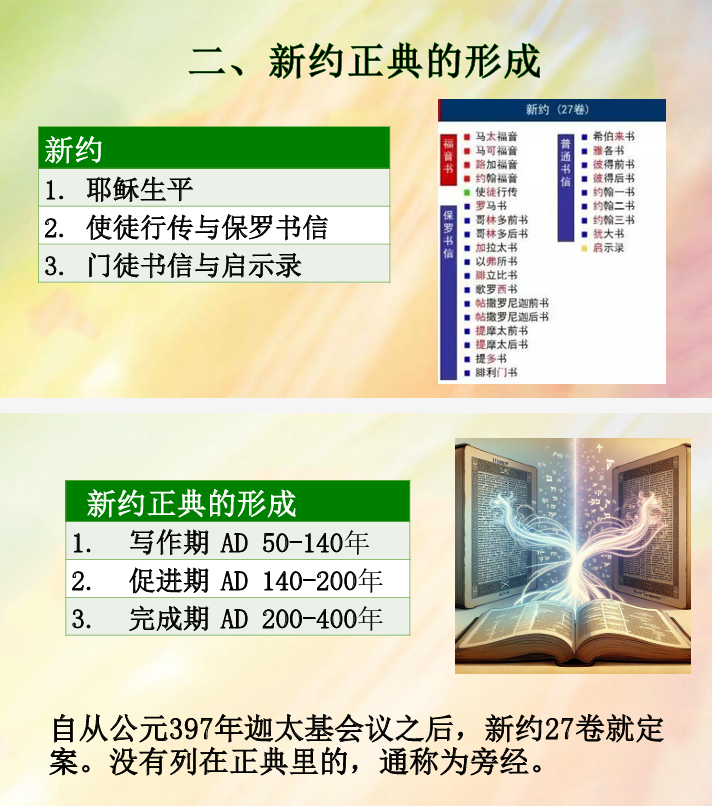 二、新约正典的形成
新约
1. 耶稣生平
2. 使徒行传与保罗书信
3. 门徒书信与启示录
新约（27卷）
福音书
马太福音
马可福音
路加福音
约翰福音
使徒行传
保罗书信
罗马书
哥林多前书
哥林多后书
加拉太书
以弗所书
腓立比书
歌罗西书
帖撒罗尼迦前书
帖撒罗尼迦后书
提摩太前书
提摩太后书
提多书
腓利门书
普通书信
希伯来书
雅各书
彼得前书
彼得后书
约翰一书
约翰二书
约翰三书
犹大书
启示录
新约正典的形成
1. 写作期 AD 50-140年
2. 促进期 AD 140-200年
3. 完成期 AD 200-400年
自从公元397年迦太基会议之后，新约27卷就定
案。没有列在正典里的，通称为旁经。